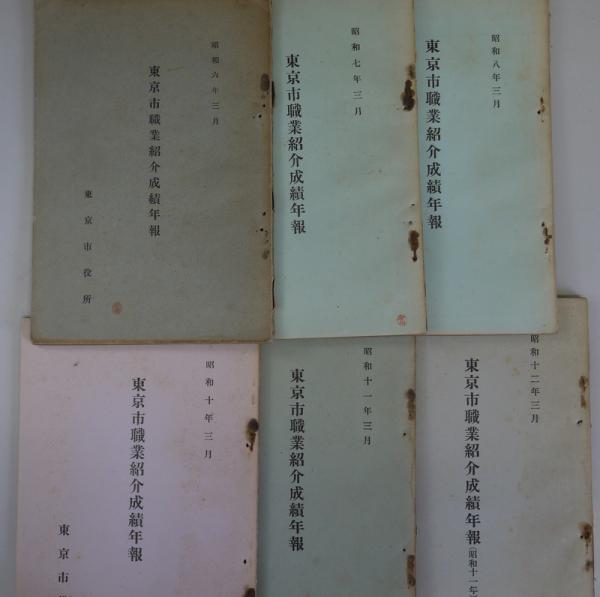 昭和六年三月
東京市職業紹介成績年報
東京市役所
昭和七年三月
東京市職業紹介成績年報
昭和八年三月
東京市職業紹介成績年報
昭和十年三月
東京市職業紹介成績年報
東京市
昭和十一年三月
東京市職業紹介成績年報
昭和十二年三月
東京市職業紹介成績年報(昭和十一年